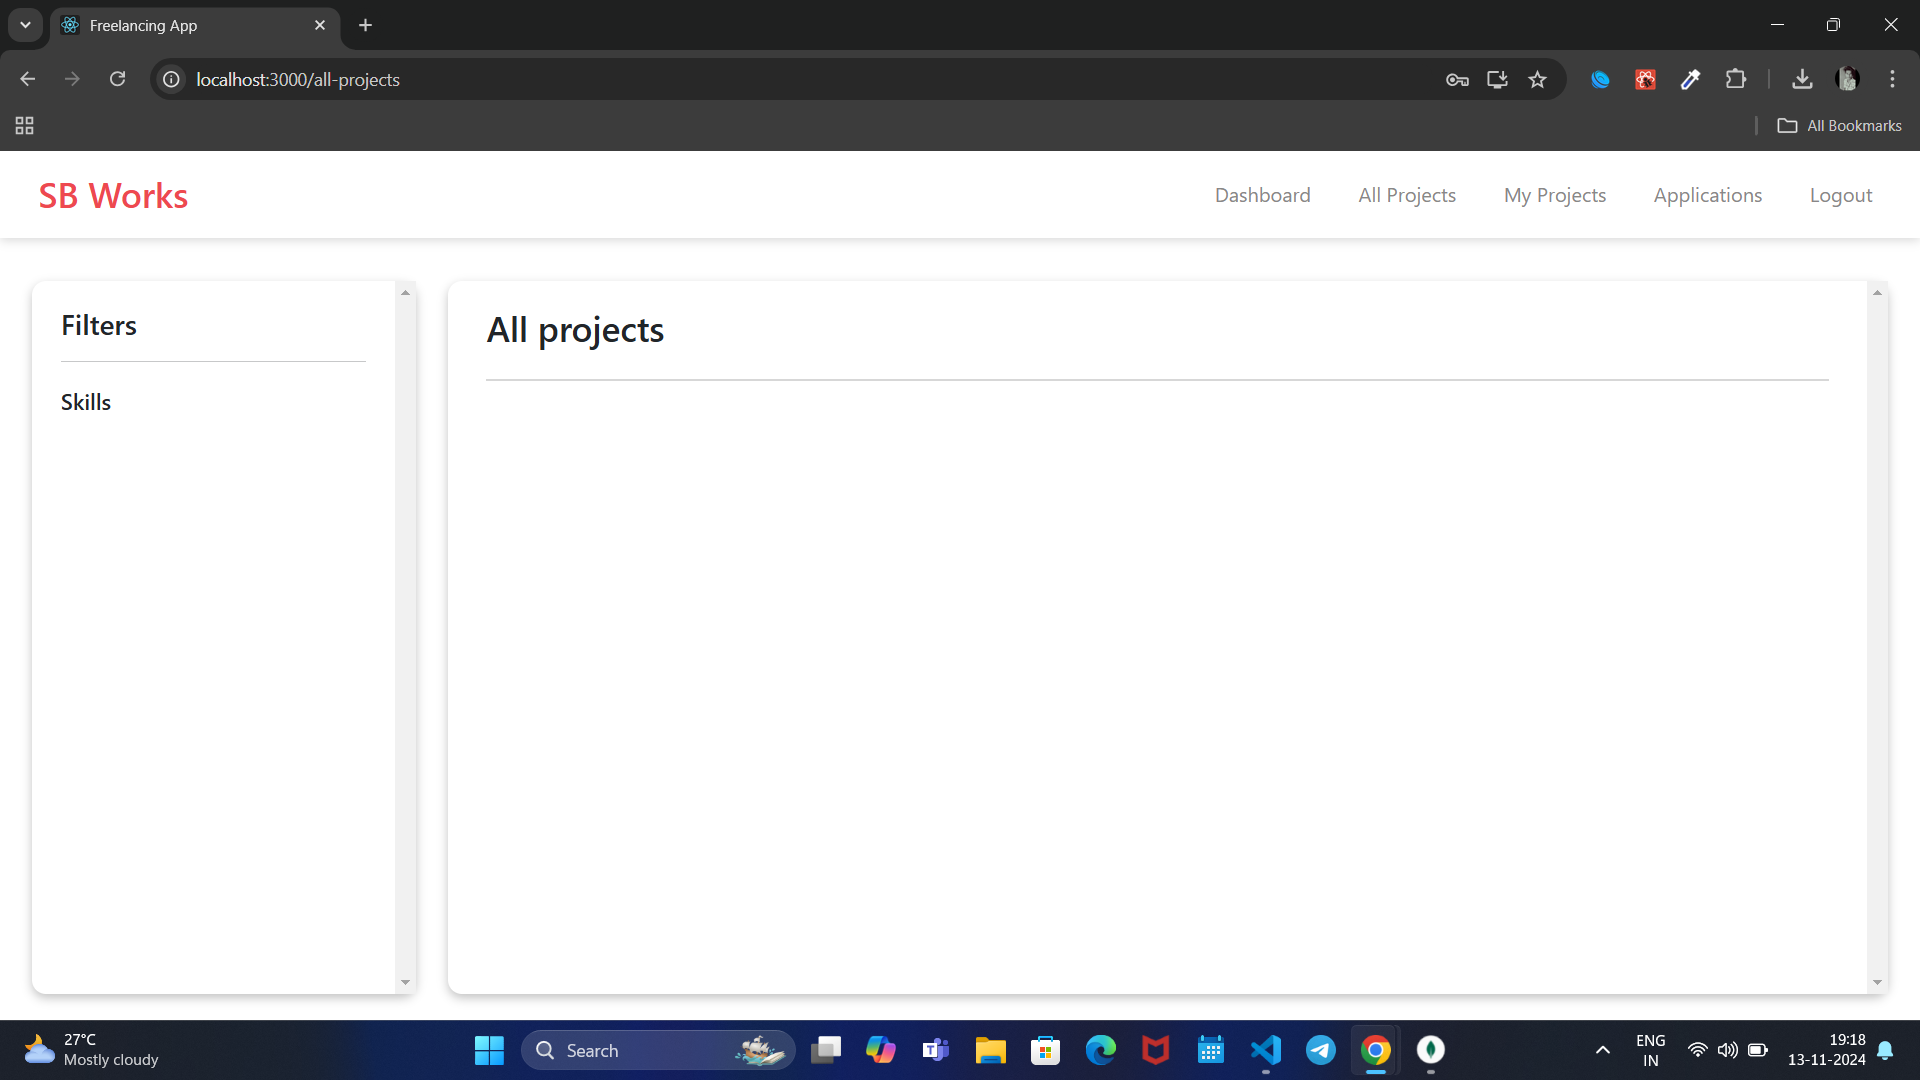 Freelancing App
localhost:3000/all-projects
All Bookmarks
SB Works
Dashboard
All Projects
My Projects
Applications
Logout
Filters
Skills
All projects
27°C
Mostly cloudy
Search
ENG
IN
19:18
13-11-2024